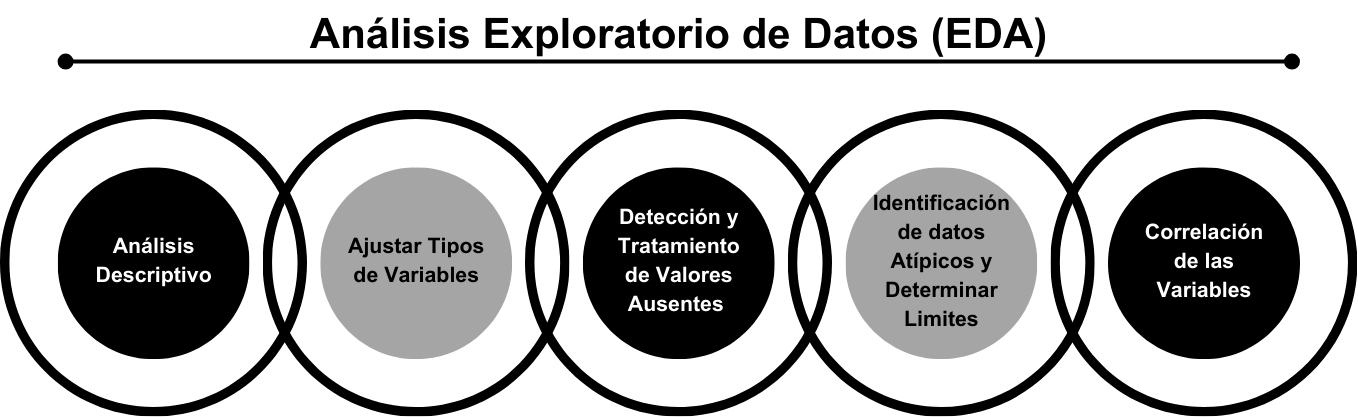 Análisis Exploratorio de Datos (EDA)
Análisis
Descriptivo
Ajustar Tipos
de Variables
Detección y
Tratamiento
de Valores
Ausentes
Identificación
de datos
Atípicos y
Determinar
Limites
Correlación
de las
Variables